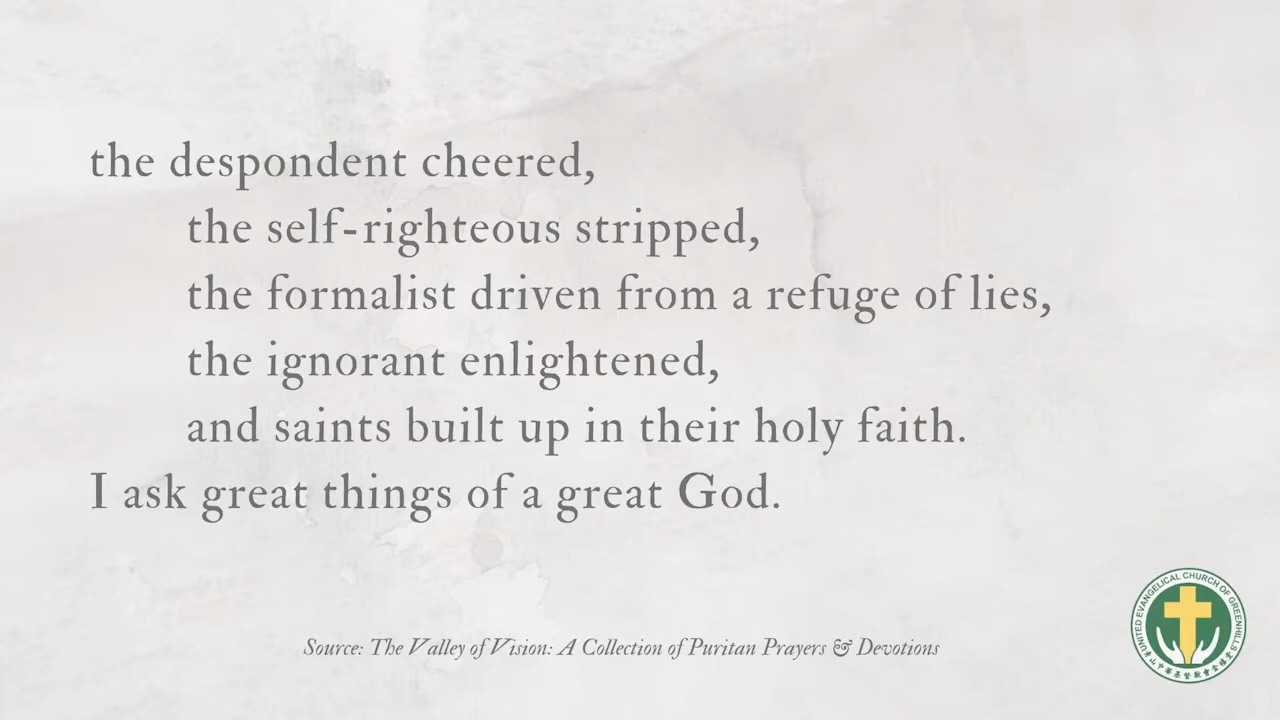 the despondent cheered,
the self-righteous stripped,
the formalist driven from a refuge of lies,
the ignorant enlightened,
and saints built up in their holy faith.
I ask great things of a great God.
Source: The Valley of Vision: A Collection of Puritan Prayers & Devotions
UNITED EVANGELICAL CHURCH OF GREENHILLS